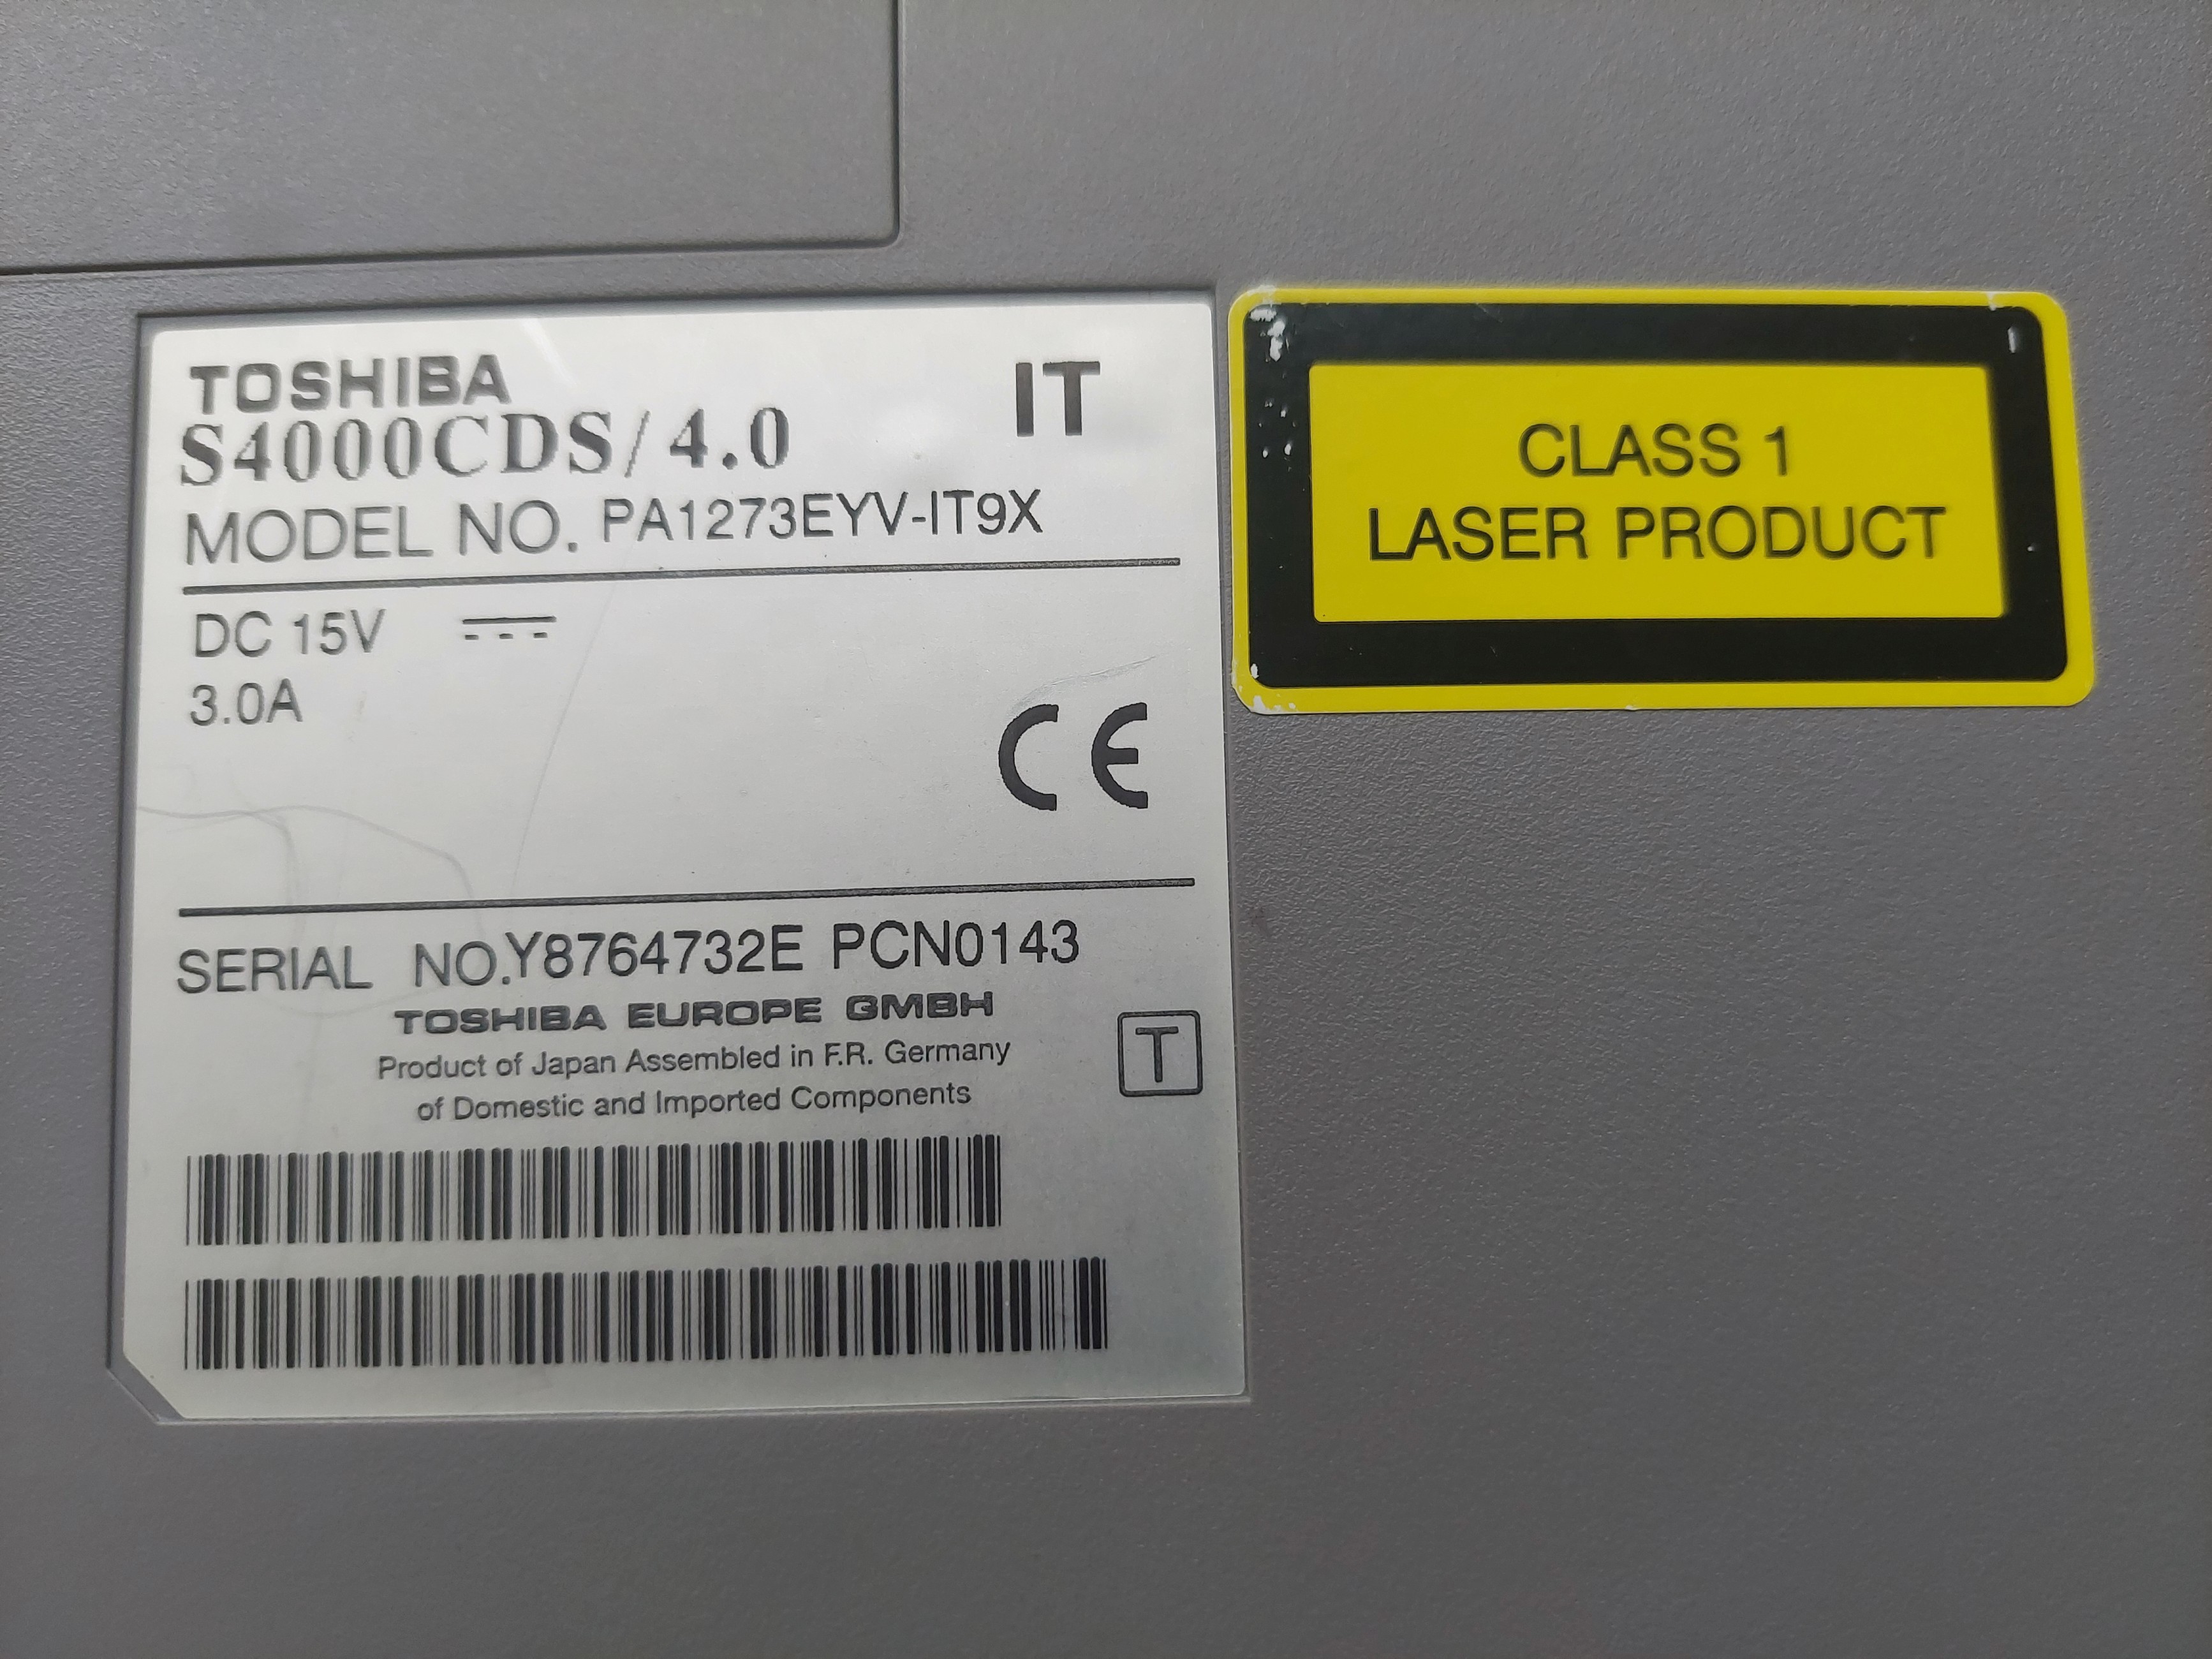 TOSHIBA
IT
S4000CDS/4.0
MODEL NO. PA1273EYV-IT9X
DC 15V
3.0A
CE
SERIAL NO.Y8764732E PCN0143
TOSHIBA EUROPE GMBH
Product of Japan Assembled in F.R. Germany
of Domestic and Imported Components
T
CLASS 1
LASER PRODUCT